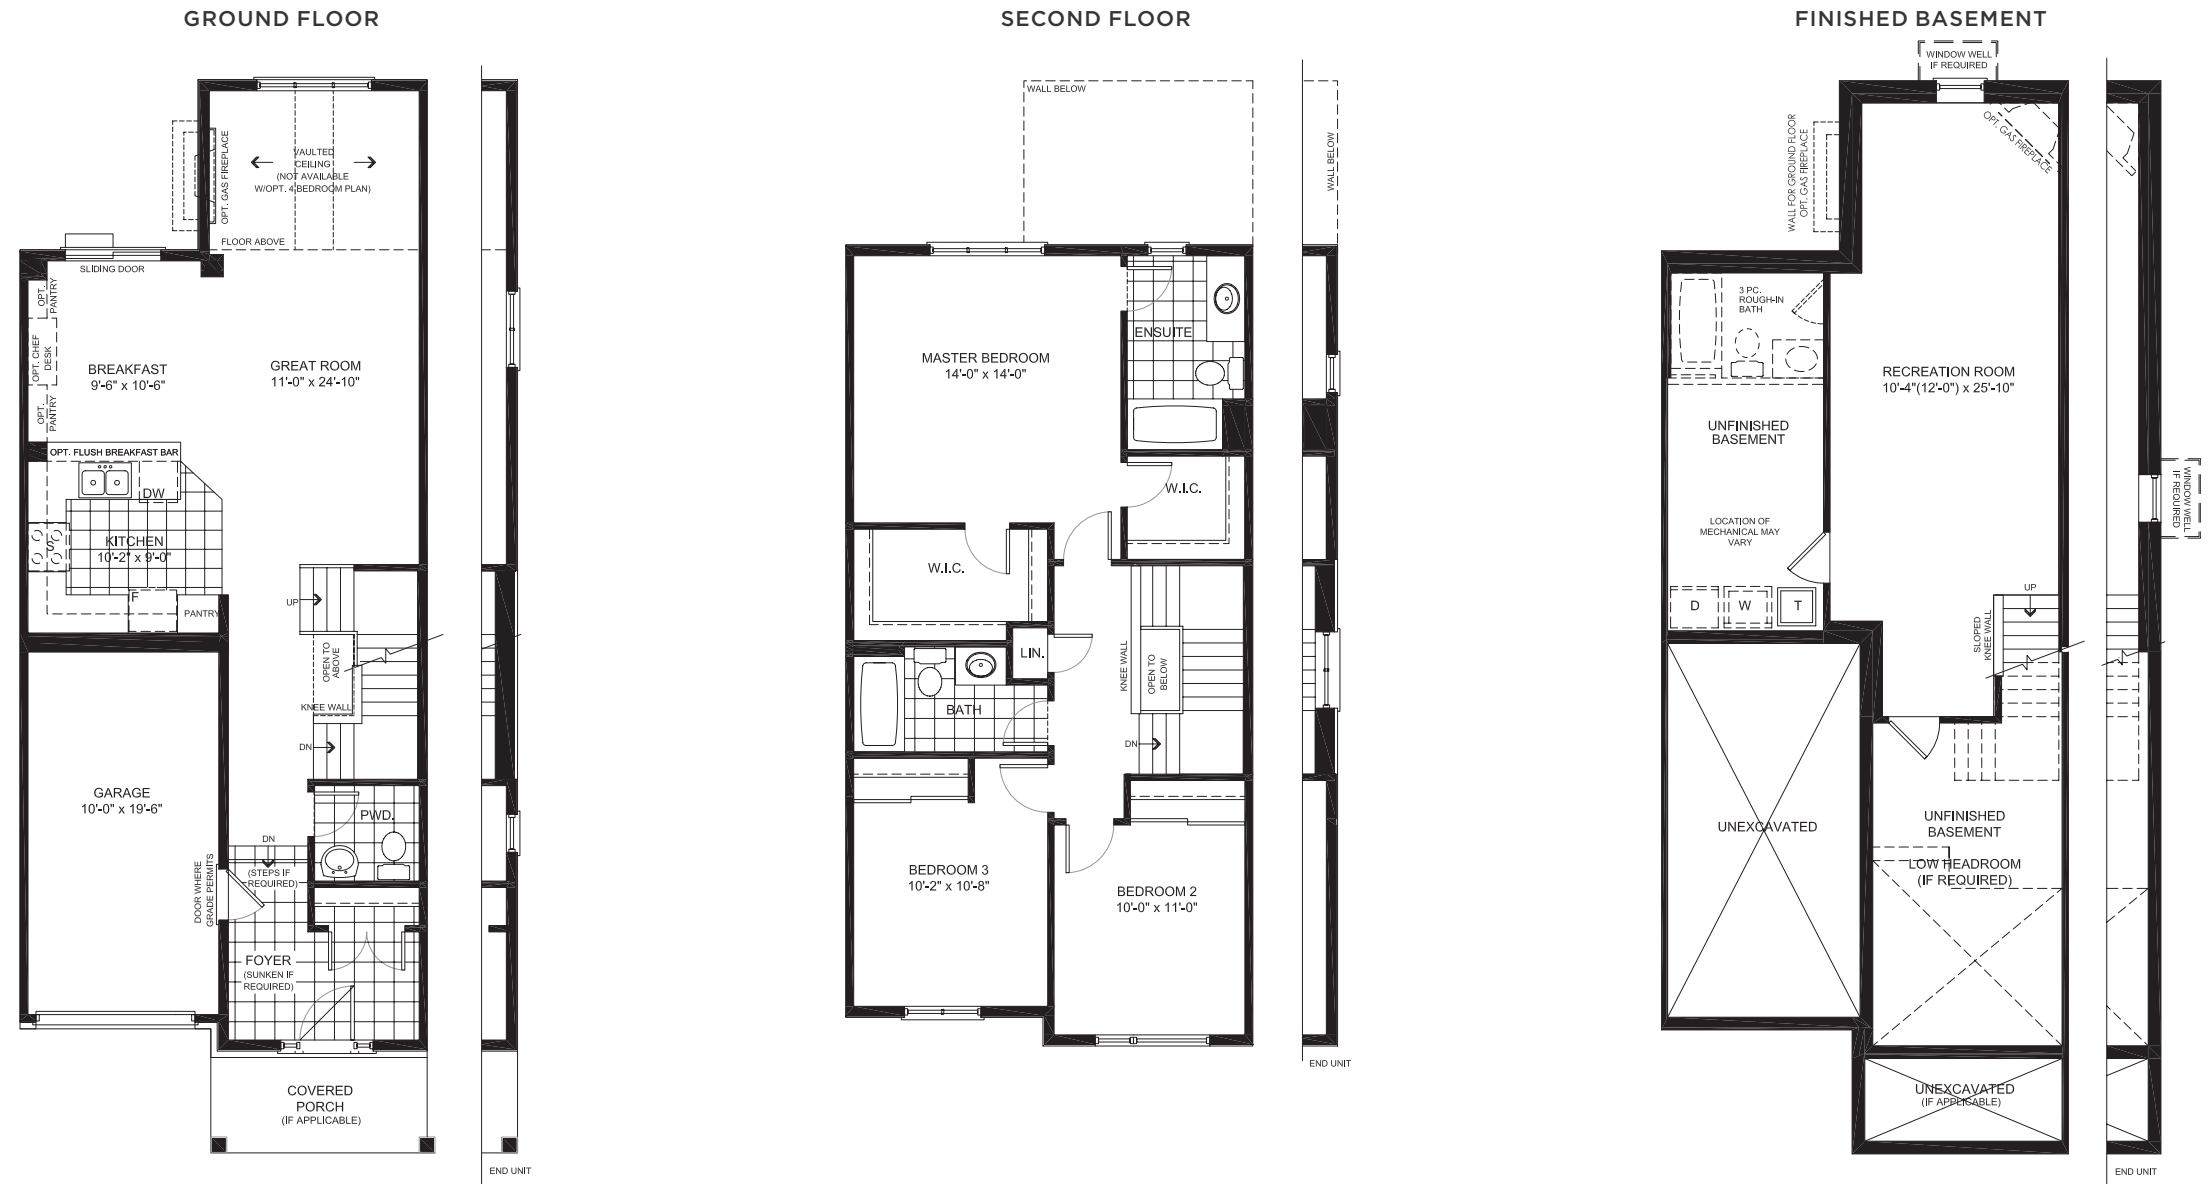 GROUND FLOOR
VAULTED
CEILING
(NOT AVAILABLE
W/OPT. 4 BEDROOM PLAN)
OPT. GAS FIREPLACE
FLOOR ABOVE
SLIDING DOOR
OPT.
PANTRY
OPT. CHEF
DESK
OPT.
PANTRY
BREAKFAST
9'-6" x 10'-6"
GREAT ROOM
11'-0" x 24'-10"
OPT. FLUSH BREAKFAST BAR
DW
S
KITCHEN
10'-2" x 9'-0"
F
PANTRY
UP
OPEN TO
ABOVE
KNEE WALL
DN
GARAGE
10'-0" x 19'-6"
PWD.
DN
(STEPS IF
REQUIRED)
DOOR WHERE
GRADE PERMITS
FOYER
(SUNKEN IF
REQUIRED)
COVERED
PORCH
(IF APPLICABLE)
END UNIT
SECOND FLOOR
WALL BELOW
WALL BELOW
MASTER BEDROOM
14'-0" x 14'-0"
ENSUITE
W.I.C.
W.I.C.
LIN.
KNEE WALL
OPEN TO
BELOW
BATH
DN
BEDROOM 3
10'-2" x 10'-8"
BEDROOM 2
10'-0" x 11'-0"
END UNIT
FINISHED BASEMENT
WINDOW WELL
IF REQUIRED
OPT. GAS FIREPLACE
WALL FOR GROUND FLOOR
OPT. GAS FIREPLACE
3 PC.
ROUGH-IN
BATH
RECREATION ROOM
10'-4"(12'-0") x 25'-10"
UNFINISHED
BASEMENT
WINDOW WELL
IF REQUIRED
LOCATION OF
MECHANICAL MAY
VARY
D
W
T
UP
SLOPED
KNEE WALL
UNEXCAVATED
UNFINISHED
BASEMENT
LOW HEADROOM
(IF REQUIRED)
UNEXCAVATED
(IF APPLICABLE)
END UNIT